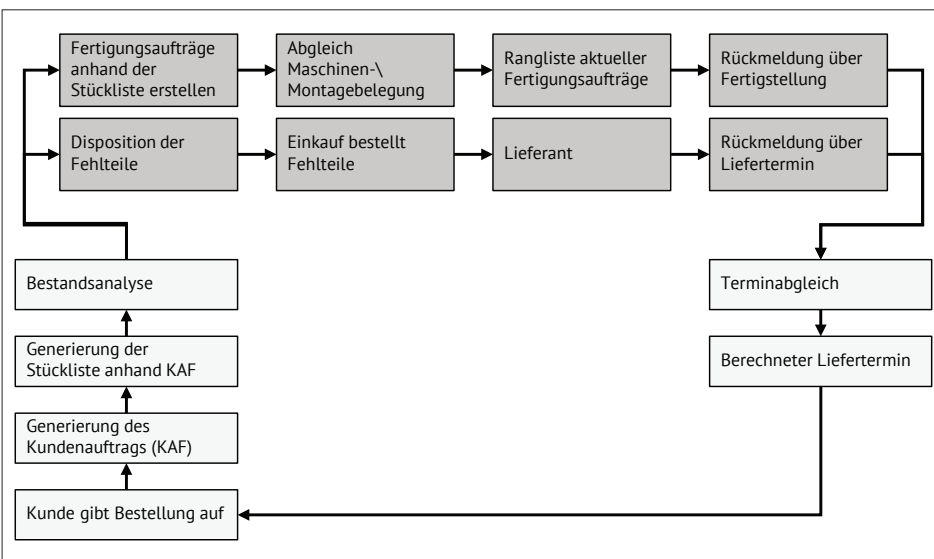 Fertigungsaufträge
anhand der
Stückliste erstellen
Abgleich
Maschinen-\
Montagebelegung
Rangliste aktueller
Fertigungsaufträge
Rückmeldung über
Fertigstellung
Disposition der
Fehlteile
Einkauf bestellt
Fehlteile
Lieferant
Rückmeldung über
Liefertermin
Bestandsanalyse
Generierung der
Stückliste anhand KAF
Generierung des
Kundenauftrags (KAF)
Kunde gibt Bestellung auf
Terminabgleich
Berechneter Liefertermin